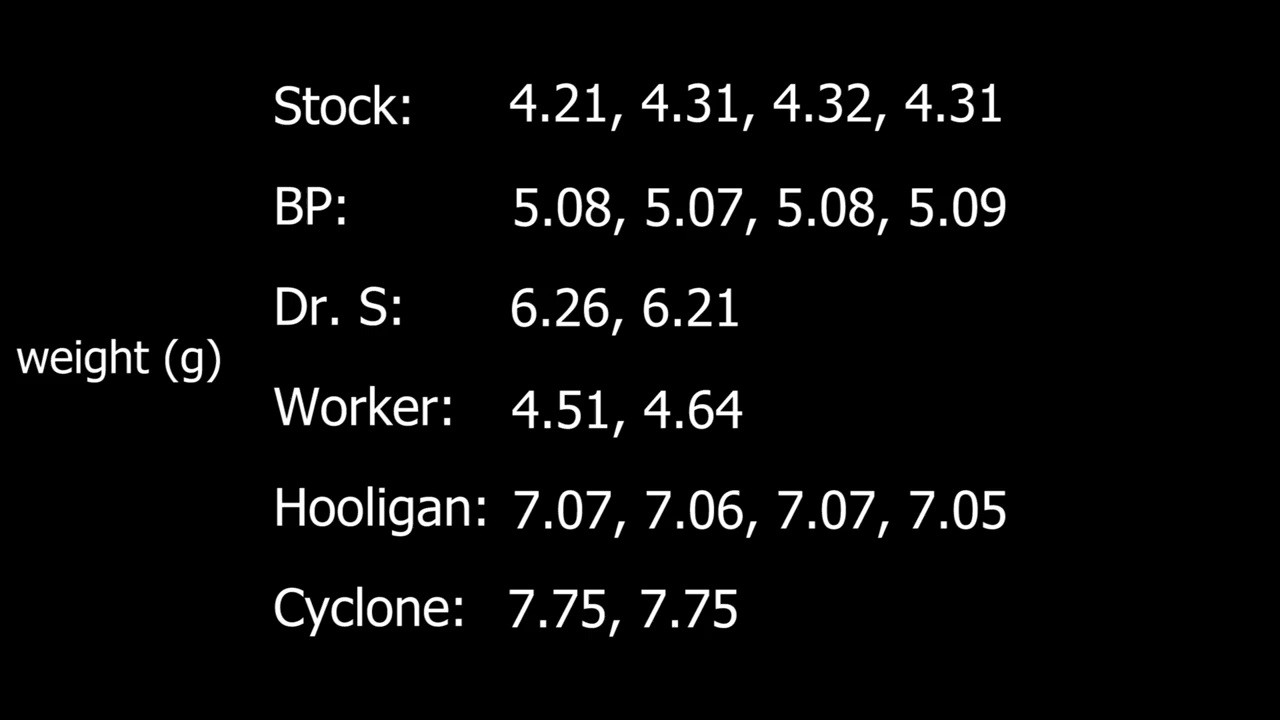 Stock: 4.21, 4.31, 4.32, 4.31
BP: 5.08, 5.07, 5.08, 5.09
Dr. S: 6.26, 6.21
weight (g)
Worker: 4.51, 4.64
Hooligan: 7.07, 7.06, 7.07, 7.05
Cyclone: 7.75, 7.75